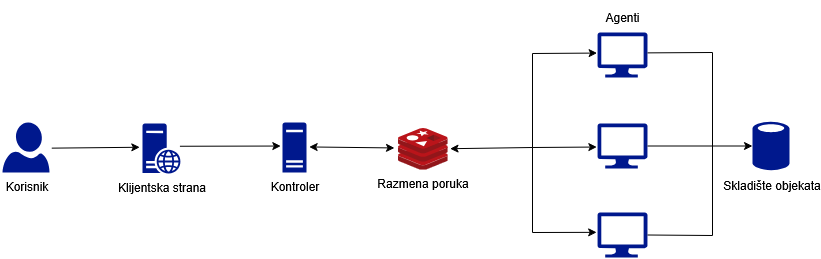 Agenti
Korisnik
Klijentska strana
Kontroler
Razmena poruka
Skladište objekata